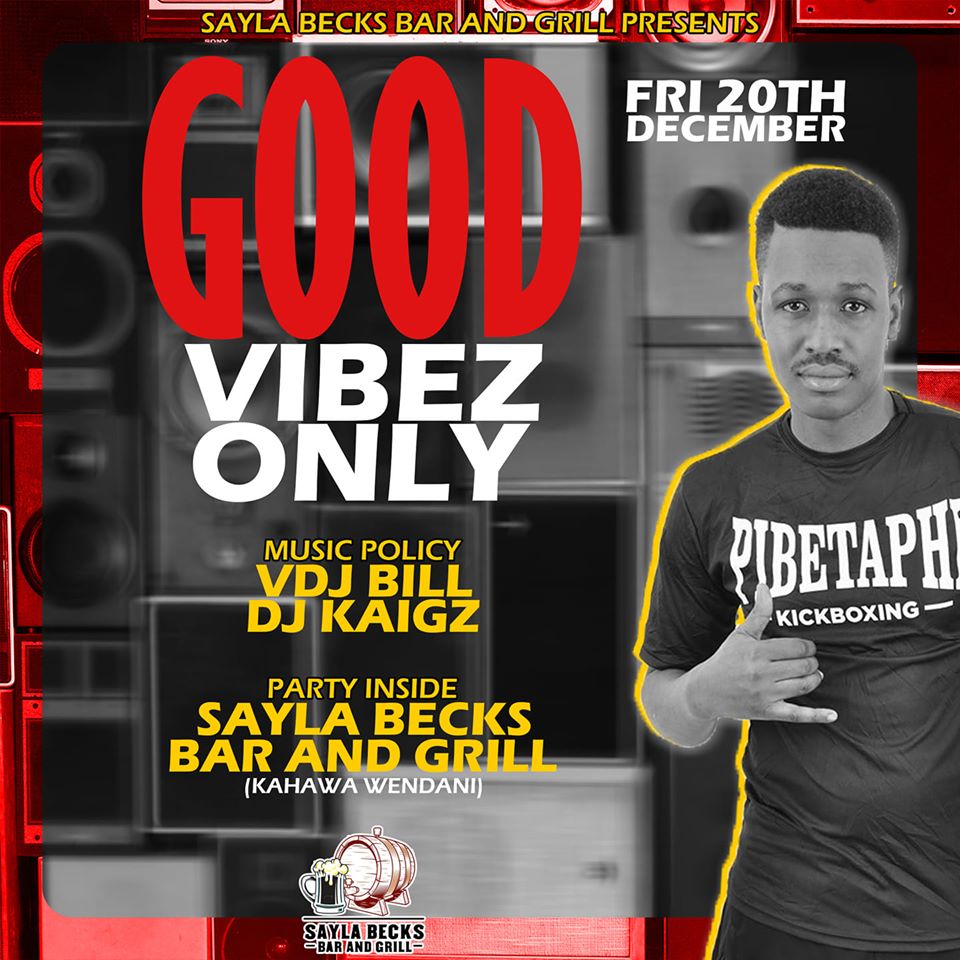 SAYLA BECKS BAR AND GRILL PRESENTS
SONY
GOOD
VIBEZ
ONLY
FRI 20TH
DECEMBER
MUSIC POLICY
VDJ BILL
DJ KAIGZ
PARTY INSIDE
SAYLA BECKS
BAR AND GRILL
(KAHAWA WENDANI)
PIBETAPHI
KICKBOXING
SAYLA BECKS
BAR AND GRILL